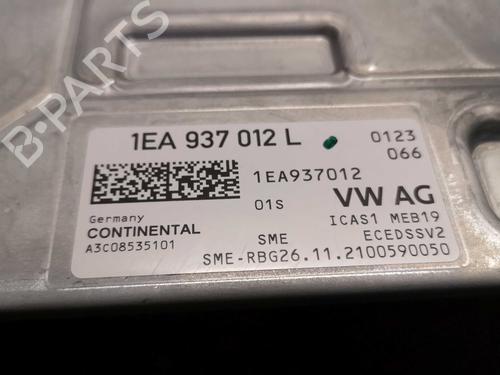 B-PARTS
1EA 937 012 L
0123
066
1EA937012
01S
VW AG
Germany
ICAS1 MEB19
CONTINENTAL
SME
ECEDSSV2
A3C08535101
SME-RBG26.11.2100590050